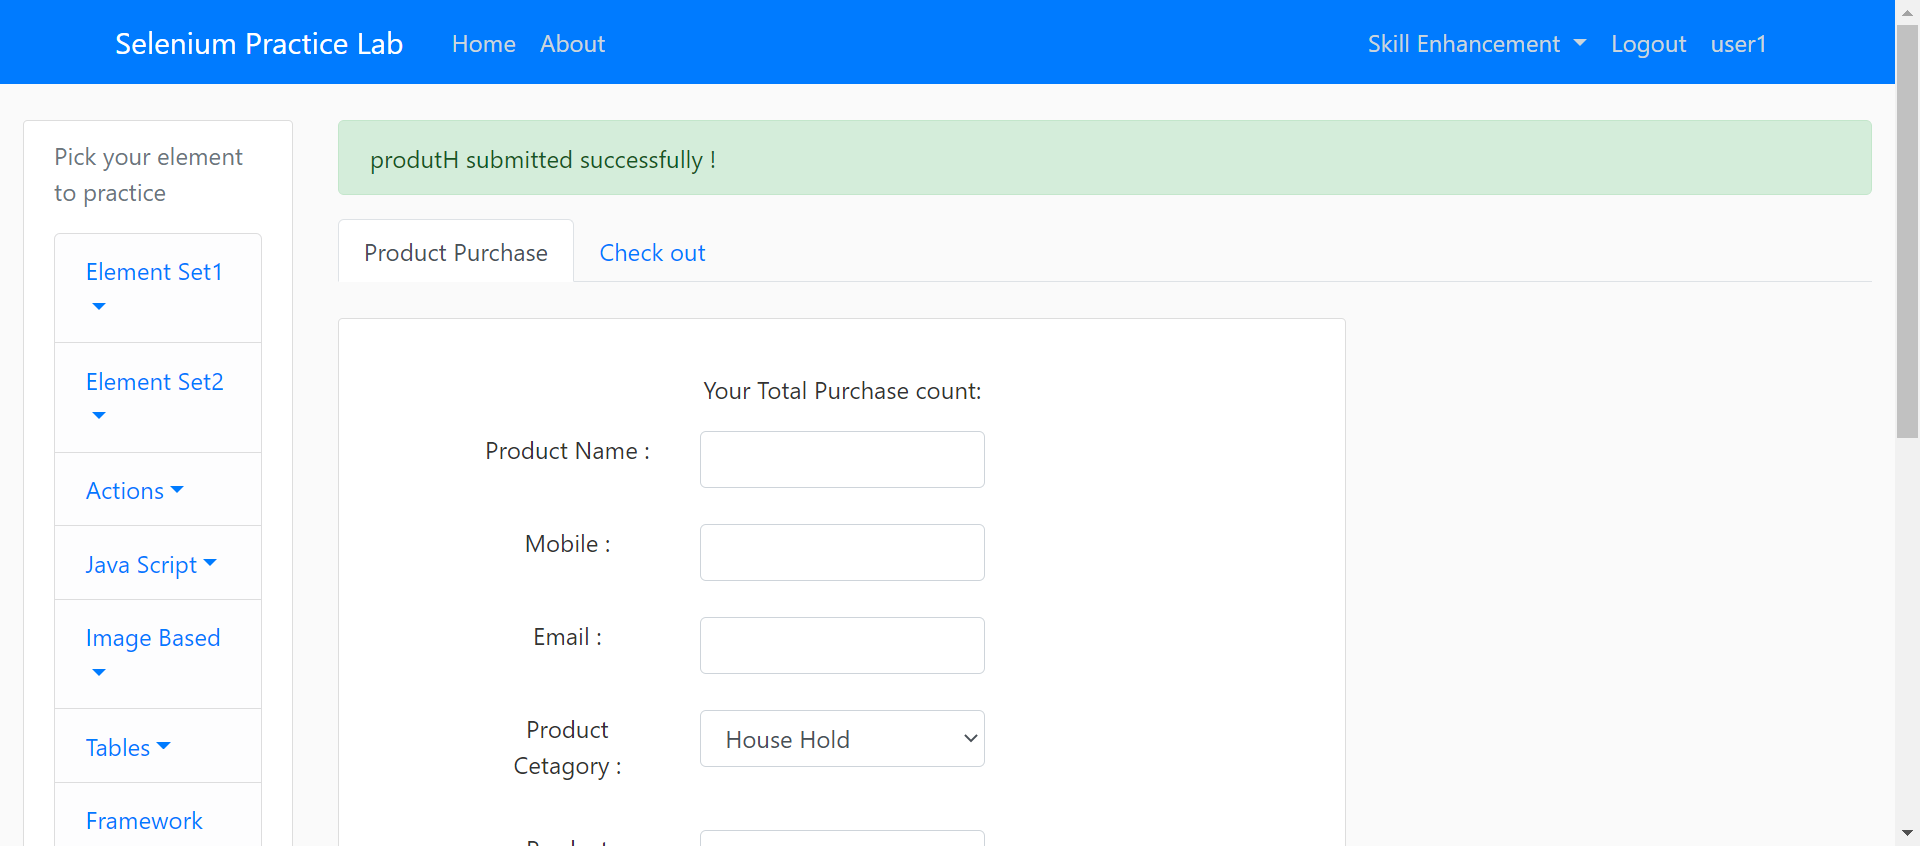 Selenium Practice Lab Home About Skill Enhancement Logout user1
Pick your element
to practice
Element Set1
Element Set2
Actions
Java Script
Image Based
Tables
Framework
produtH submitted successfully !
Product Purchase Check out
Your Total Purchase count:
Product Name :
Mobile :
Email :
Product
Cetagory :
House Hold